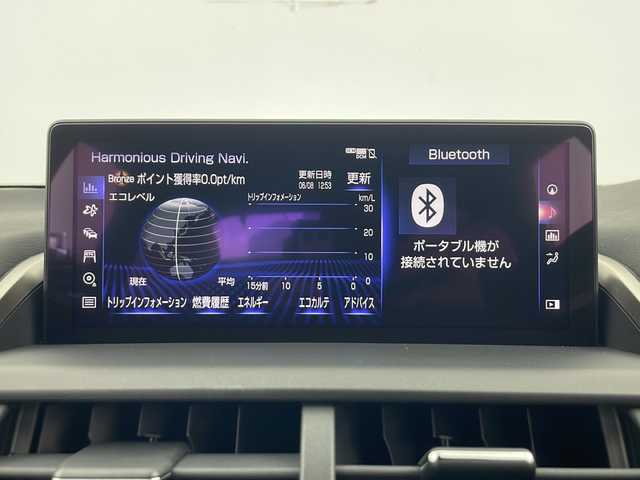 Harmonious Driving Navi.
Bronze ポイント獲得率0.0pt/km
更新日時
06/08 12:53
更新
エコレベル
トリップインフォメーション
km/L
30
20
10
0
現在
平均
15分前
10
5
0
トリップインフォメーション
燃費履歴
エネルギー
エコカルテ
アドバイス
Bluetooth
ポータブル機が
接続されていません